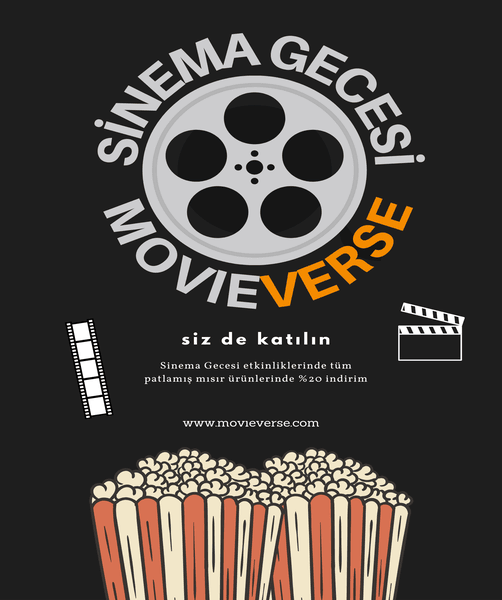 SİNEMA GECESİ
MOVIEVERSE
siz de katılın
Sinema Gecesi etkinliklerinde tüm
patlamış mısır ürünlerinde %20 indirim
www.movieverse.com